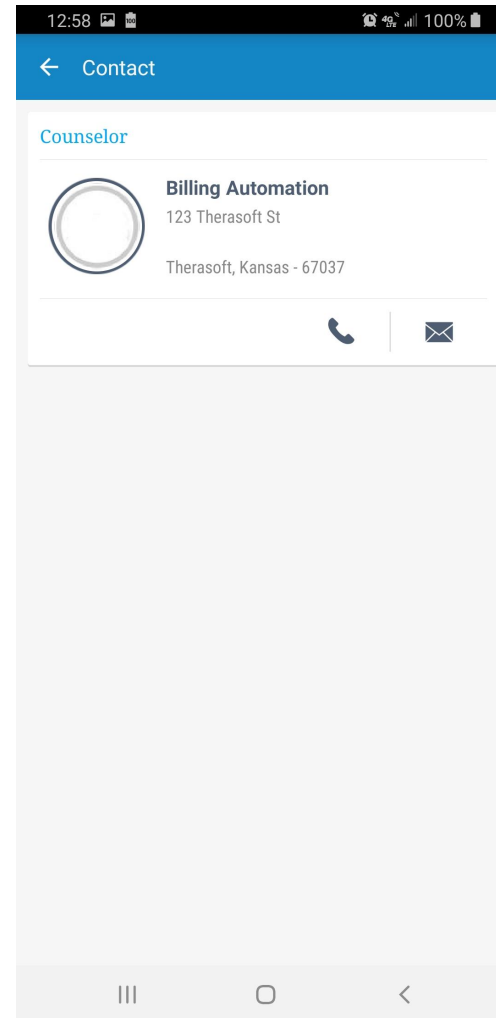 12:58 100%
Contact
Counselor
Billing Automation
123 Therasoft St
Therasoft, Kansas - 67037